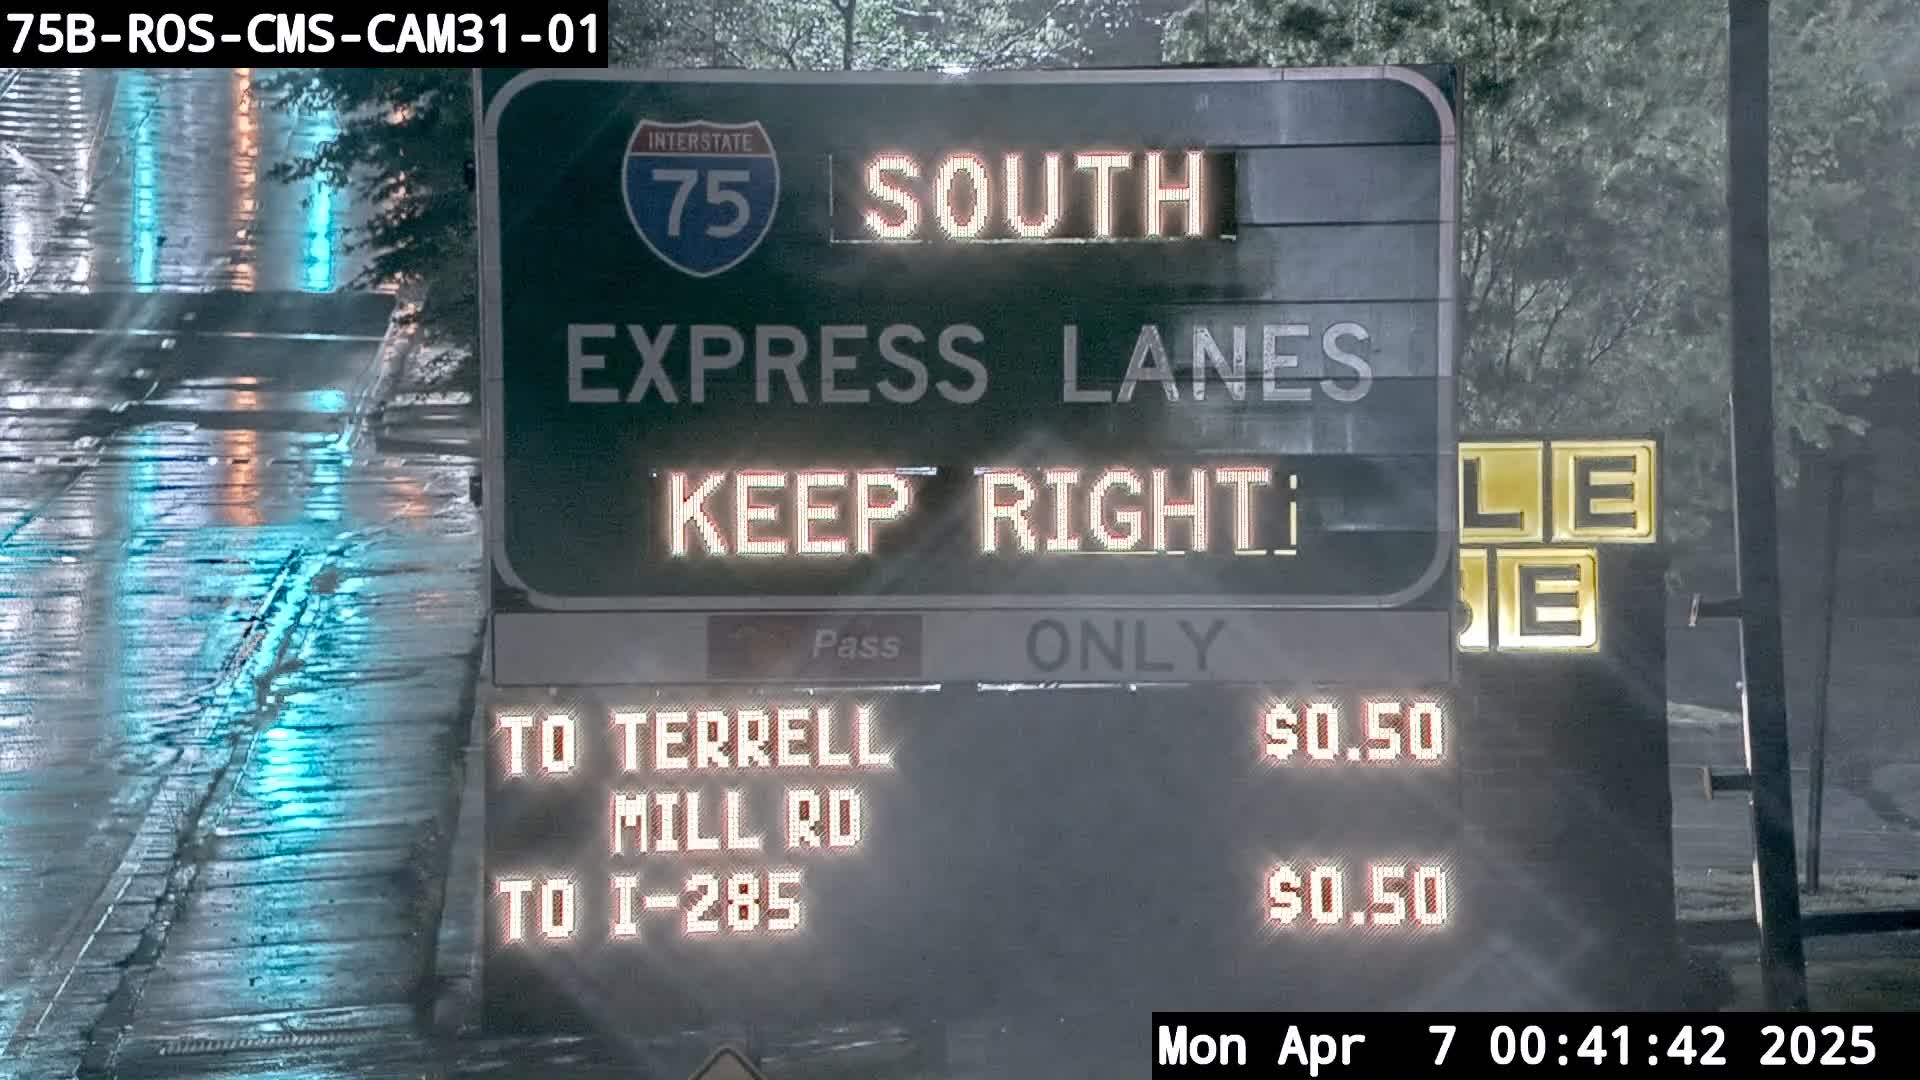 75B-ROS-CMS-CAM31-01
INTERSTATE
75
SOUTH
EXPRESS LANES
KEEP RIGHT
LE
E
Pass
ONLY
TO TERRELL $0.50
MILL RD
TO I-285 $0.50
Mon Apr 7 00:41:42 2025